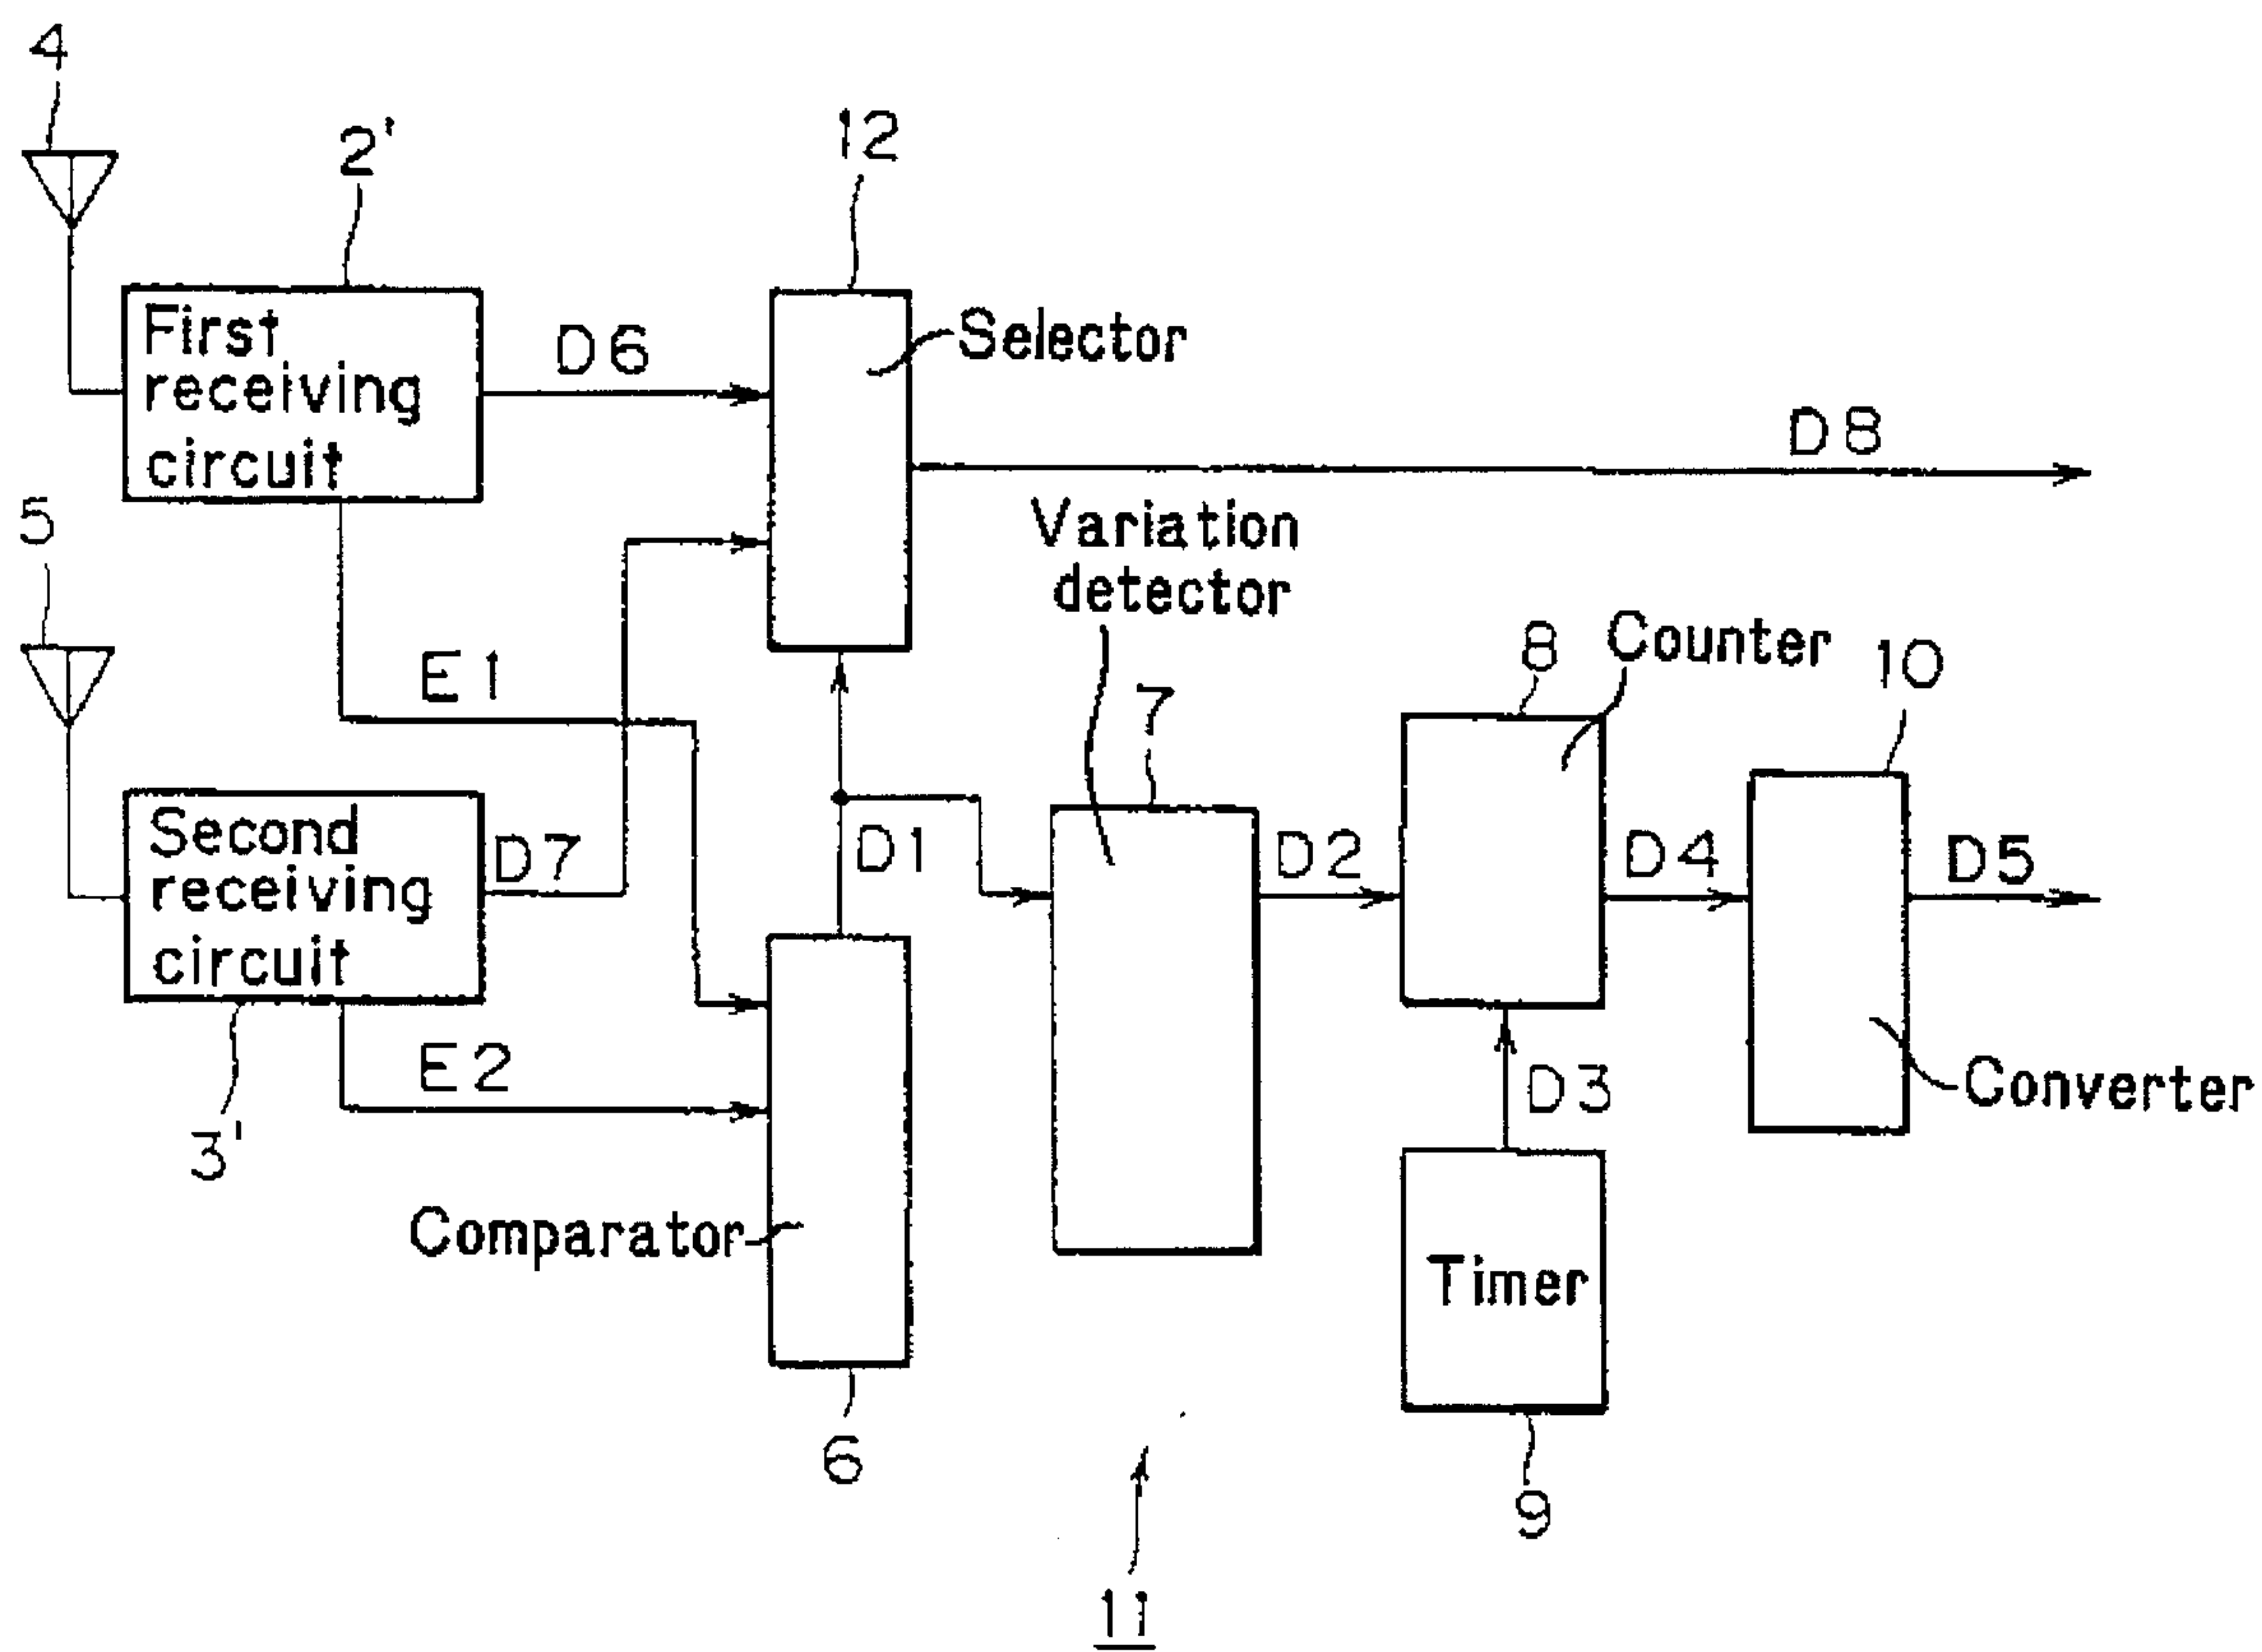 4
2'
12
First
receiving
circuit
D6
Selector
D8
5
Variation
detector
E1
7
8
Counter
10
Second
receiving
circuit
D7
D1
D2
D4
D5
E2
D3
Converter
3'
Comparator
Timer
6
9
11